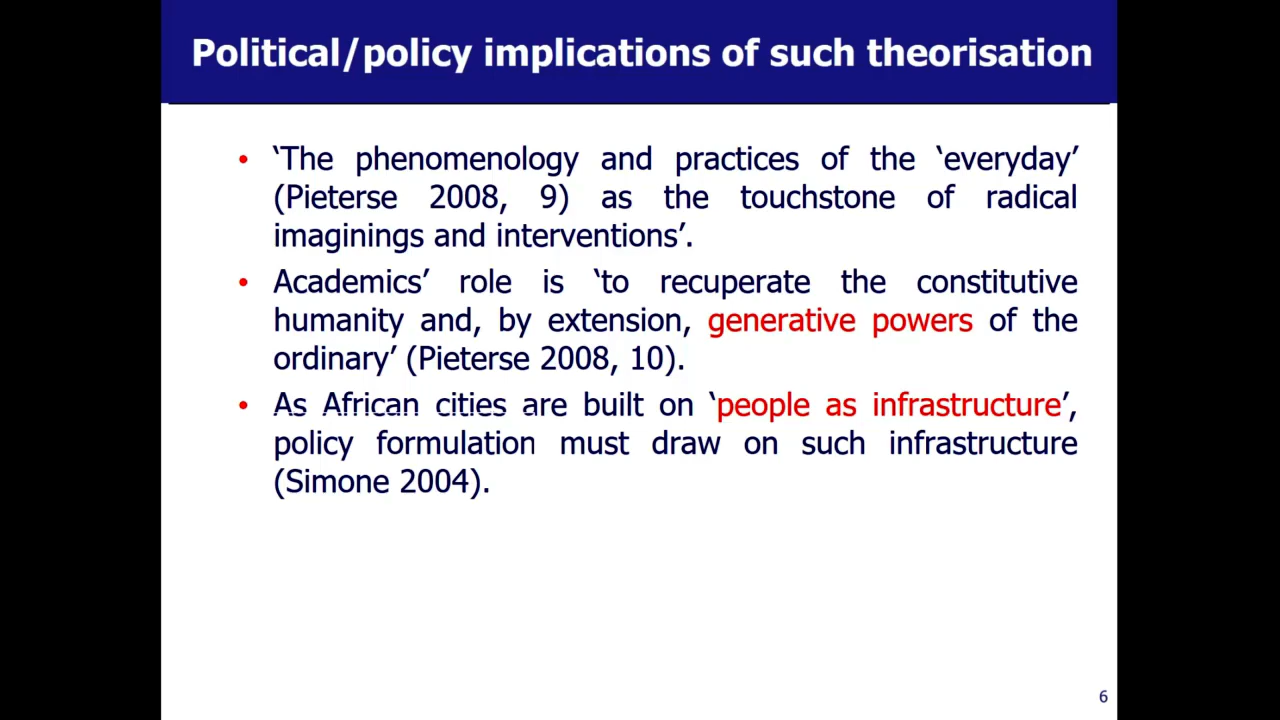 Political/policy implications of such theorisation
• ‘The phenomenology and practices of the ‘everyday’
(Pieterse 2008, 9) as the touchstone of radical
imaginings and interventions’.
• Academics’ role is ‘to recuperate the constitutive
humanity and, by extension, generative powers of the
ordinary’ (Pieterse 2008, 10).
• As African cities are built on ‘people as infrastructure’,
policy formulation must draw on such infrastructure
(Simone 2004).
6